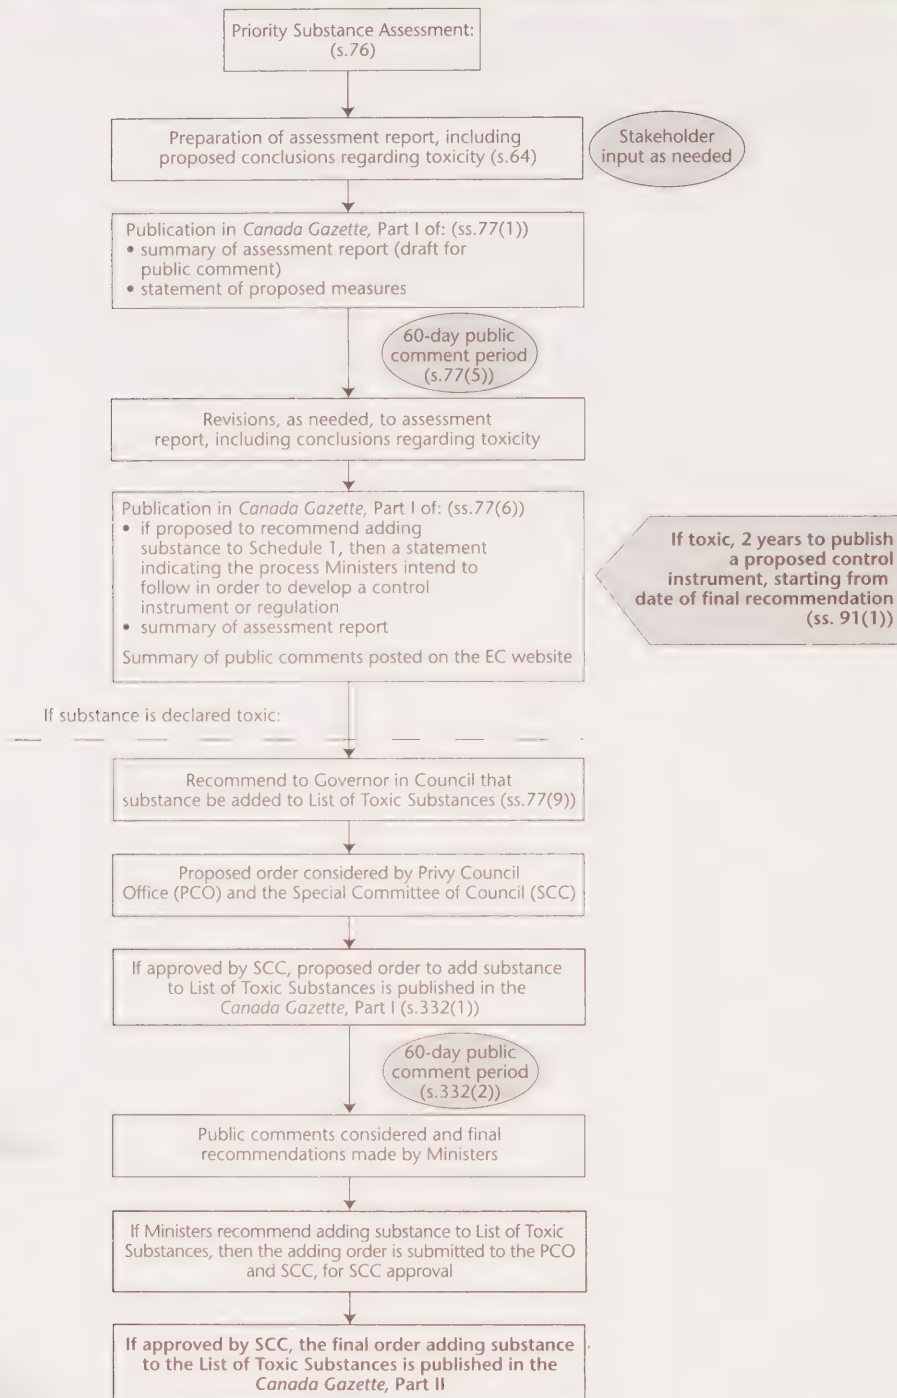 Priority Substance Assessment:
(s.76)
Preparation of assessment report, including
proposed conclusions regarding toxicity (s.64)
Stakeholder
input as needed
Publication in Canada Gazette, Part I of: (ss.77(1))
• summary of assessment report (draft for
public comment)
• statement of proposed measures
60-day public
comment period
(s.77(5))
Revisions, as needed, to assessment
report, including conclusions regarding toxicity
Publication in Canada Gazette, Part I of: (ss.77(6))
• if proposed to recommend adding
substance to Schedule 1, then a statement
indicating the process Ministers intend to
follow in order to develop a control
instrument or regulation
• summary of assessment report
Summary of public comments posted on the EC website
If toxic, 2 years to publish
a proposed control
instrument, starting from
date of final recommendation
(ss. 91(1))
If substance is declared toxic:
Recommend to Governor in Council that
substance be added to List of Toxic Substances (ss.77(9))
Proposed order considered by Privy Council
Office (PCO) and the Special Committee of Council (SCC)
If approved by SCC, proposed order to add substance
to List of Toxic Substances is published in the
Canada Gazette, Part I (s.332(1))
60-day public
comment period
(s.332(2))
Public comments considered and final
recommendations made by Ministers
If Ministers recommend adding substance to List of Toxic
Substances, then the adding order is submitted to the PCO
and SCC, for SCC approval
If approved by SCC, the final order adding substance
to the List of Toxic Substances is published in the
Canada Gazette, Part II